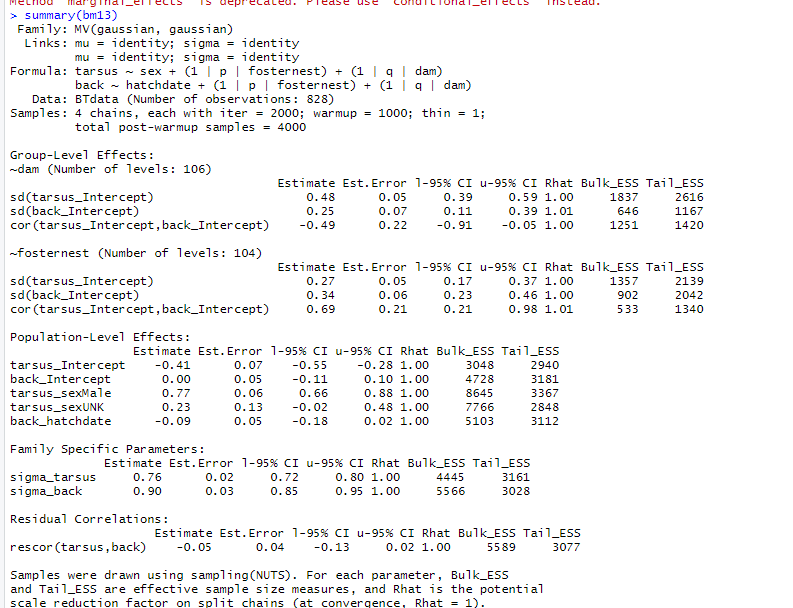 Method 'marginal_effects' is deprecated. Please use 'conditional_effects' instead.
> summary(bm13)
Family: MV(gaussian, gaussian)
Links: mu = identity; sigma = identity
mu = identity; sigma = identity
Formula: tarsus ~ sex + (1 | p | fosternest) + (1 | q | dam)
back ~ hatchdate + (1 | p | fosternest) + (1 | q | dam)
Data: BTdata (Number of observations: 828)
Samples: 4 chains, each with iter = 2000; warmup = 1000; thin = 1;
total post-warmup samples = 4000

Group-Level Effects:
~dam (Number of levels: 106)
Estimate Est.Error l-95% CI u-95% CI Rhat Bulk_ESS Tail_ESS
sd(tarsus_Intercept) 0.48 0.05 0.39 0.59 1.00 1837 2616
sd(back_Intercept) 0.25 0.07 0.11 0.39 1.01 646 1167
cor(tarsus_Intercept,back_Intercept) -0.49 0.22 -0.91 -0.05 1.00 1251 1420

~fosternest (Number of levels: 104)
Estimate Est.Error l-95% CI u-95% CI Rhat Bulk_ESS Tail_ESS
sd(tarsus_Intercept) 0.27 0.05 0.17 0.37 1.00 1357 2139
sd(back_Intercept) 0.34 0.06 0.23 0.46 1.00 902 2042
cor(tarsus_Intercept,back_Intercept) 0.69 0.21 0.21 0.98 1.01 533 1340

Population-Level Effects:
Estimate Est.Error l-95% CI u-95% CI Rhat Bulk_ESS Tail_ESS
tarsus_Intercept -0.41 0.07 -0.55 -0.28 1.00 3048 2940
back_Intercept 0.00 0.05 -0.11 0.10 1.00 4728 3181
tarsus_sexMale 0.77 0.06 0.66 0.88 1.00 8645 3367
tarsus_sexUNK 0.23 0.13 -0.02 0.48 1.00 7766 2848
back_hatchdate -0.09 0.05 -0.18 0.02 1.00 5103 3112

Family Specific Parameters:
Estimate Est.Error l-95% CI u-95% CI Rhat Bulk_ESS Tail_ESS
sigma_tarsus 0.76 0.02 0.72 0.80 1.00 4445 3161
sigma_back 0.90 0.03 0.85 0.95 1.00 5566 3028

Residual Correlations:
Estimate Est.Error l-95% CI u-95% CI Rhat Bulk_ESS Tail_ESS
rescor(tarsus,back) -0.05 0.04 -0.13 0.02 1.00 5589 3077

Samples were drawn using sampling(NUTS). For each parameter, Bulk_ESS
and Tail_ESS are effective sample size measures, and Rhat is the potential
scale reduction factor on split chains (at convergence, Rhat = 1).